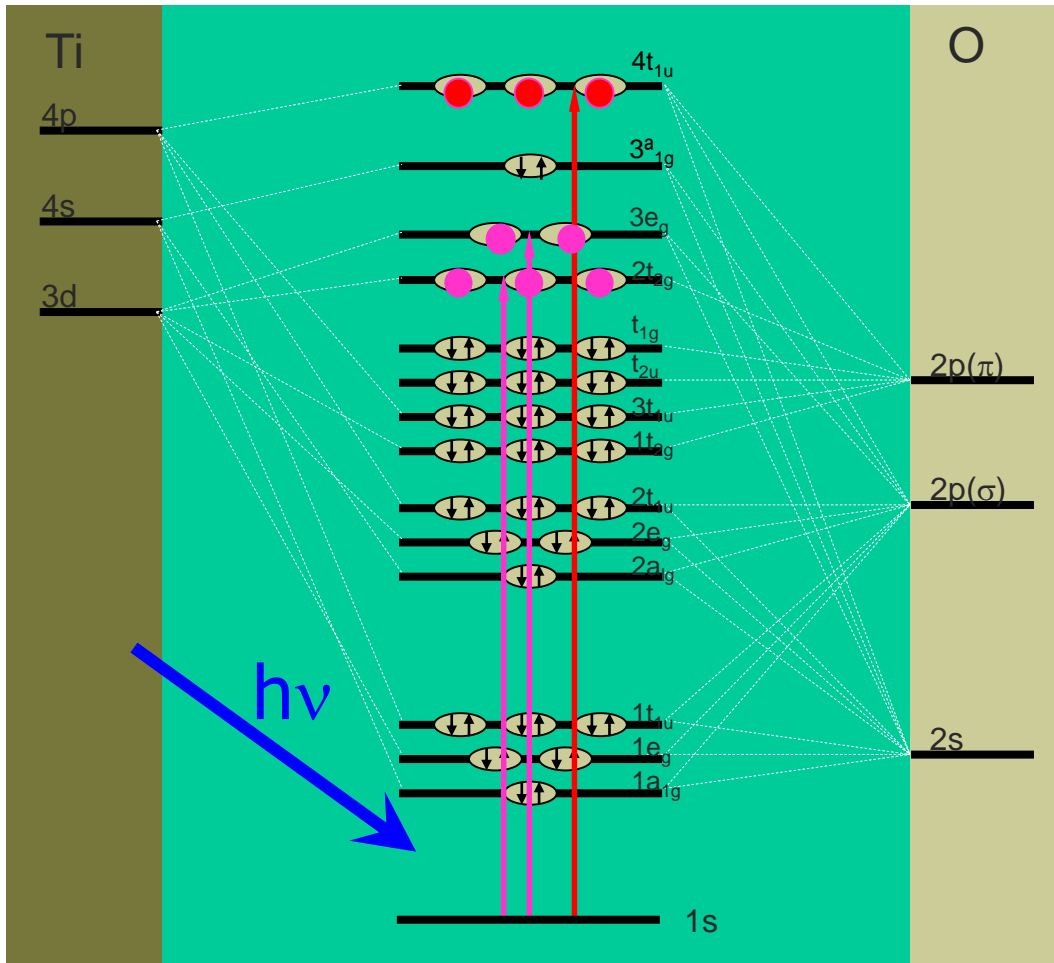 Ti
O
4t1u
4p
3a1g
4s
3eg
2t2g
3d
t1g
2p(π)
t2u
3t1u
1t2g
2t1u
2p(σ)
2eg
2a1g
hν
1t1u
1eg
2s
1a1g
1s